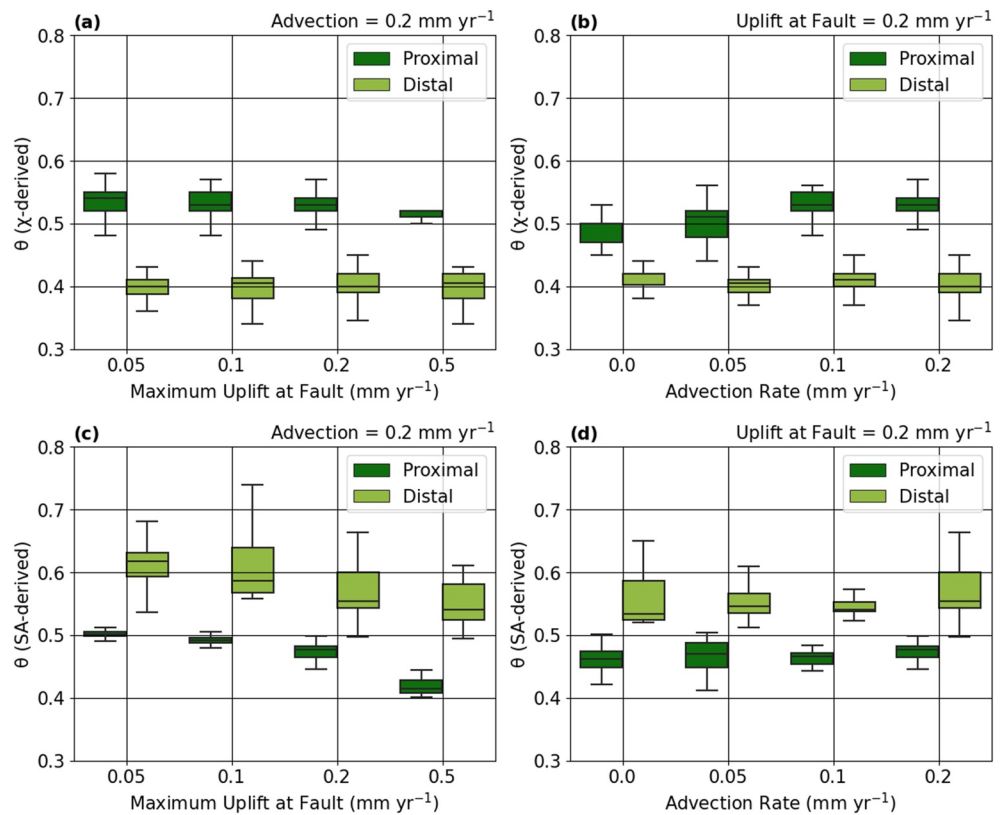 (a) Advection = 0.2 mm yr⁻¹
0.8
0.7
0.6
0.5
0.4
0.3
θ (χ-derived)
Proximal
Distal
0.05 0.1 0.2 0.5
Maximum Uplift at Fault (mm yr⁻¹)
(b) Uplift at Fault = 0.2 mm yr⁻¹
0.8
0.7
0.6
0.5
0.4
0.3
θ (χ-derived)
Proximal
Distal
0.0 0.05 0.1 0.2
Advection Rate (mm yr⁻¹)
(c) Advection = 0.2 mm yr⁻¹
0.8
0.7
0.6
0.5
0.4
0.3
θ (SA-derived)
Proximal
Distal
0.05 0.1 0.2 0.5
Maximum Uplift at Fault (mm yr⁻¹)
(d) Uplift at Fault = 0.2 mm yr⁻¹
0.8
0.7
0.6
0.5
0.4
0.3
θ (SA-derived)
Proximal
Distal
0.0 0.05 0.1 0.2
Advection Rate (mm yr⁻¹)